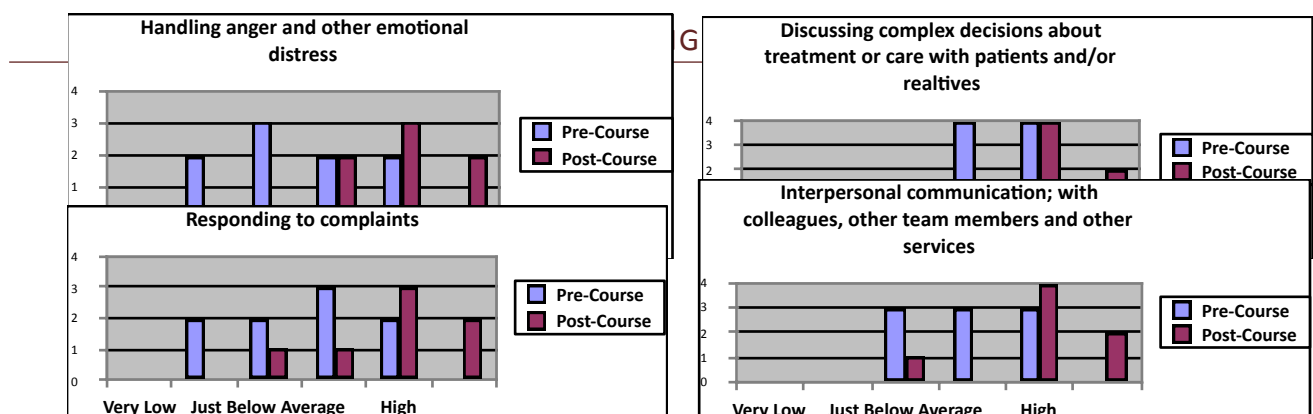 Handling anger and other emotional
distress
4
3
2
1
Pre-Course
Post-Course
G
Discussing complex decisions about
treatment or care with patients and/or
realtives
4
3
2
Pre-Course
Post-Course
Responding to complaints
4
3
2
1
0
Pre-Course
Post-Course
Very Low Just Below Average High
Interpersonal communication; with
colleagues, other team members and other
services
4
3
2
1
0
Pre-Course
Post-Course
Very Low Just Below Average High